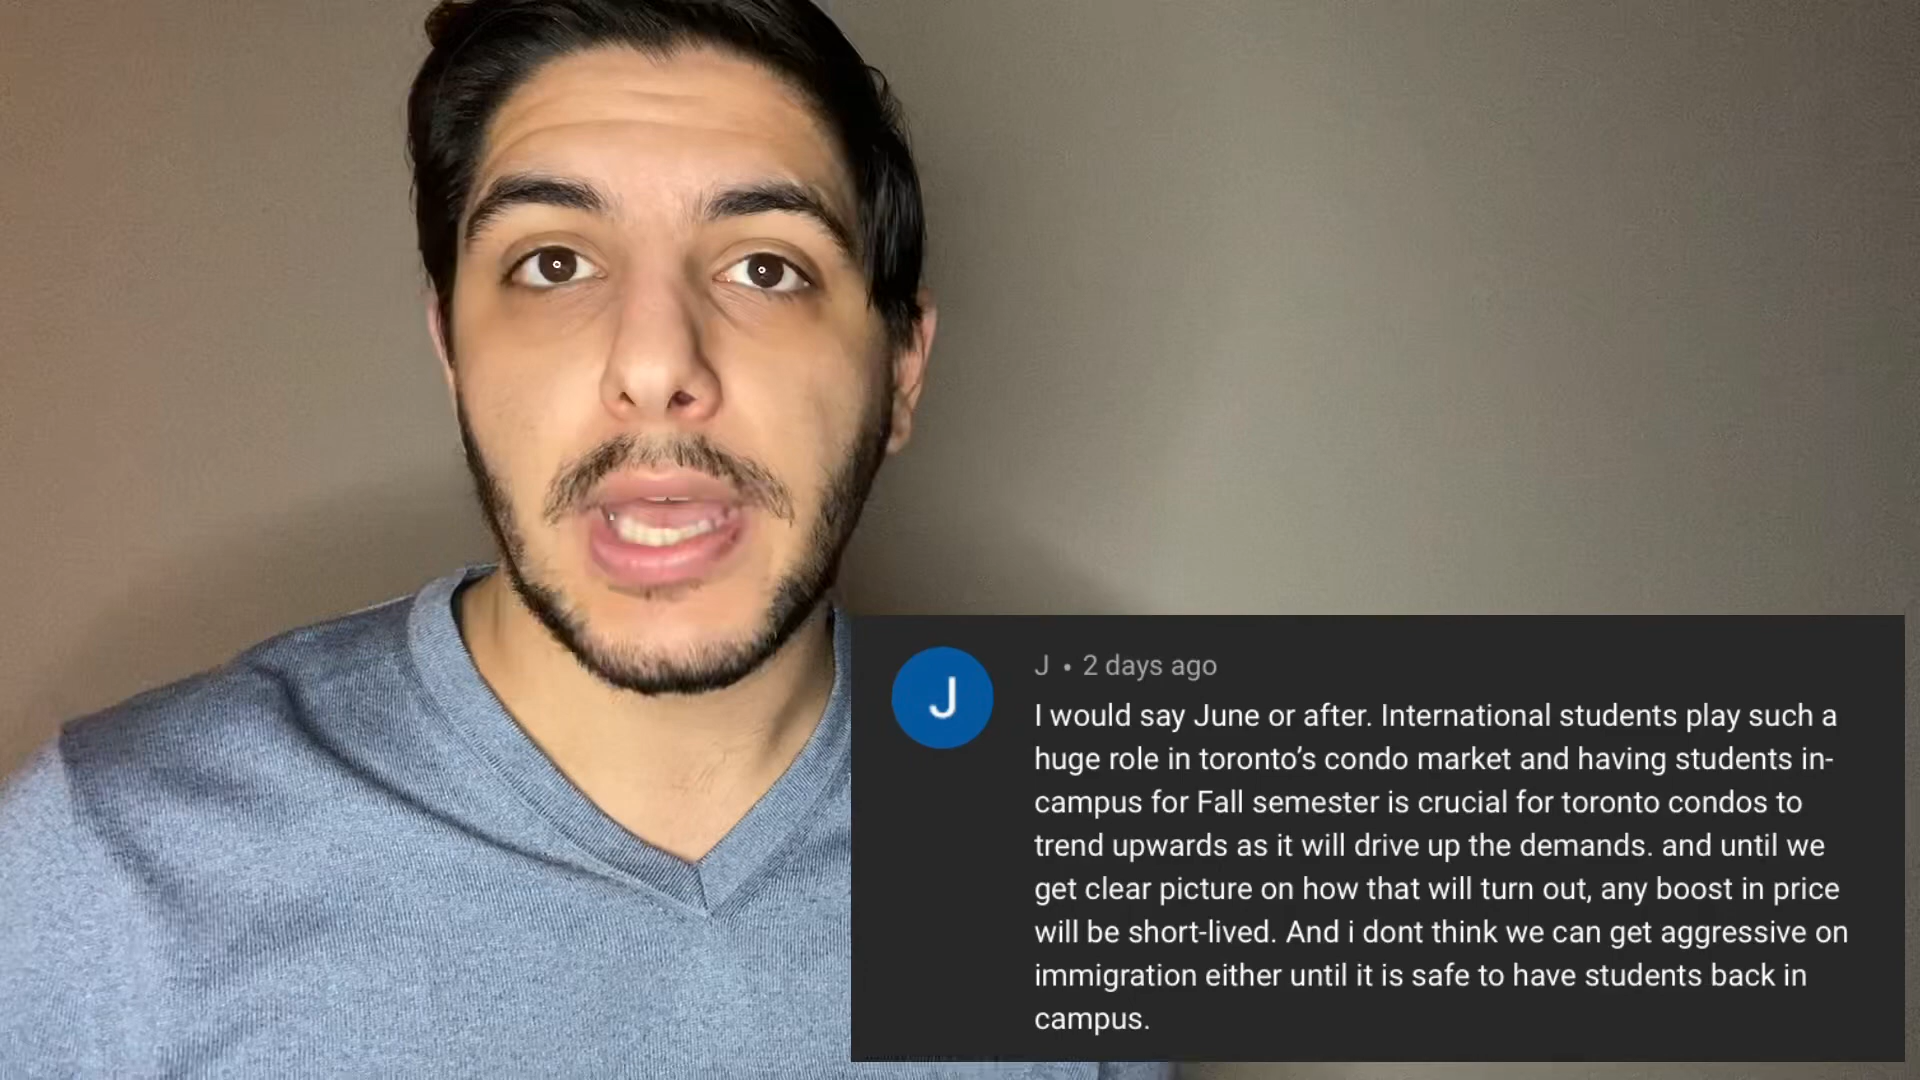 J
J • 2 days ago
I would say June or after. International students play such a
huge role in toronto’s condo market and having students in-
campus for Fall semester is crucial for toronto condos to
trend upwards as it will drive up the demands. and until we
get clear picture on how that will turn out, any boost in price
will be short-lived. And i dont think we can get aggressive on
immigration either until it is safe to have students back in
campus.